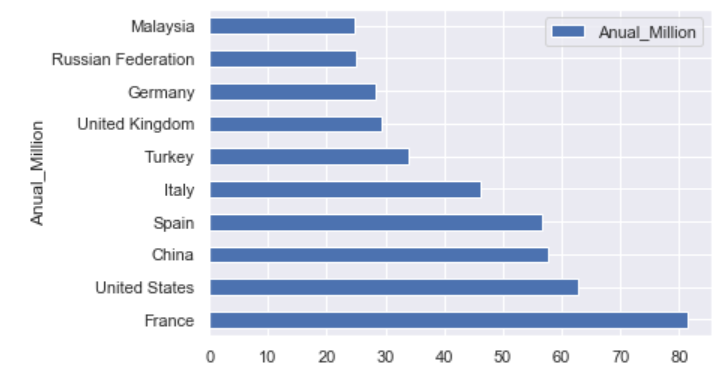 Malaysia
Russian Federation
Germany
United Kingdom
Turkey
Italy
Spain
China
United States
France
Anual_Million
Anual_Million
0 10 20 30 40 50 60 70 80